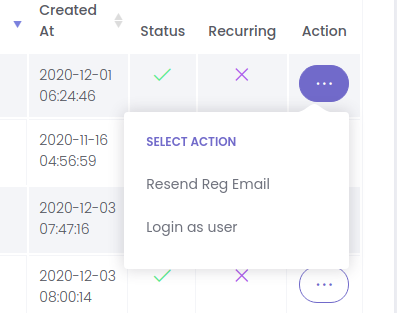 Created
At
Status
Recurring
Action
2020-12-01
06:24:46
2020-11-16
04:56:59
SELECT ACTION
Resend Reg Email
Login as user
2020-12-03
07:47:16
2020-12-03
08:00:14